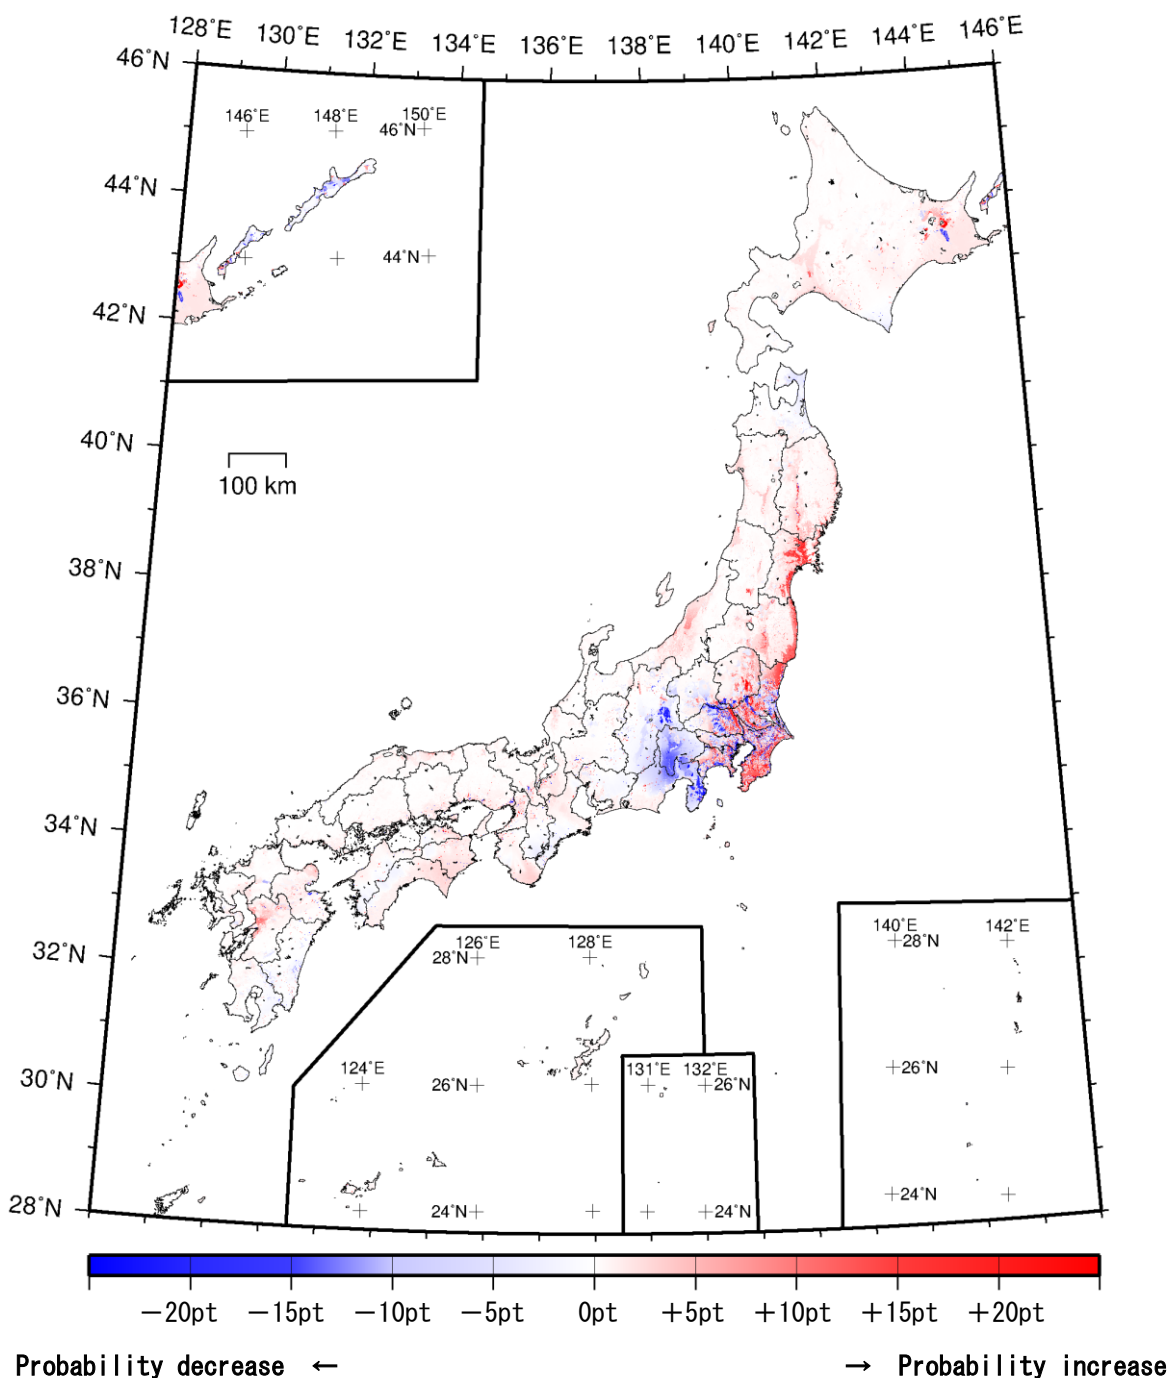 128°E 130°E 132°E 134°E 136°E 138°E 140°E 142°E 144°E 146°E
46°N
146°E 148°E 150°E
46°N
44°N
44°N
42°N
40°N
100 km
38°N
36°N
34°N
32°N
126°E 128°E
28°N
140°E 142°E
28°N
124°E
26°N
131°E 132°E
26°N
26°N
30°N
24°N
24°N
24°N
28°N
−20pt −15pt −10pt −5pt 0pt +5pt +10pt +15pt +20pt
Probability decrease ← → Probability increase